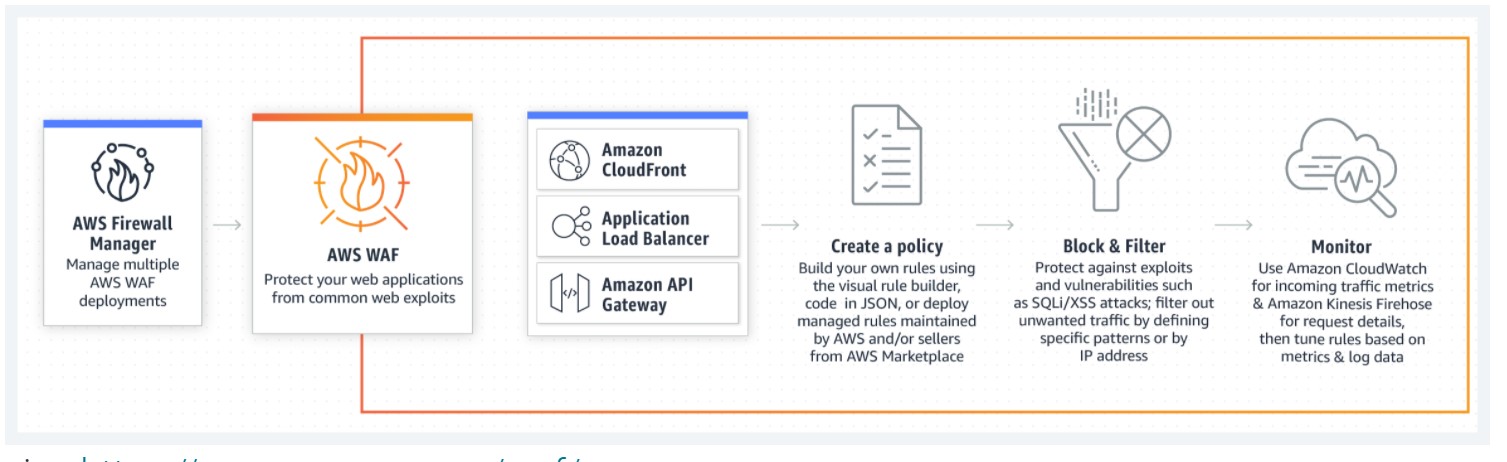 AWS Firewall
Manager
Manage multiple
AWS WAF
deployments
AWS WAF
Protect your web applications
from common web exploits
Amazon
CloudFront
Application
Load Balancer
</>
Amazon API
Gateway
Create a policy
Build your own rules using
the visual rule builder,
code in JSON, or deploy
managed rules maintained
by AWS and/or sellers
from AWS Marketplace
Block & Filter
Protect against exploits
and vulnerabilities such
as SQLi/XSS attacks; filter out
unwanted traffic by defining
specific patterns or by
IP address
Monitor
Use Amazon CloudWatch
for incoming traffic metrics
& Amazon Kinesis Firehose
for request details,
then tune rules based on
metrics & log data